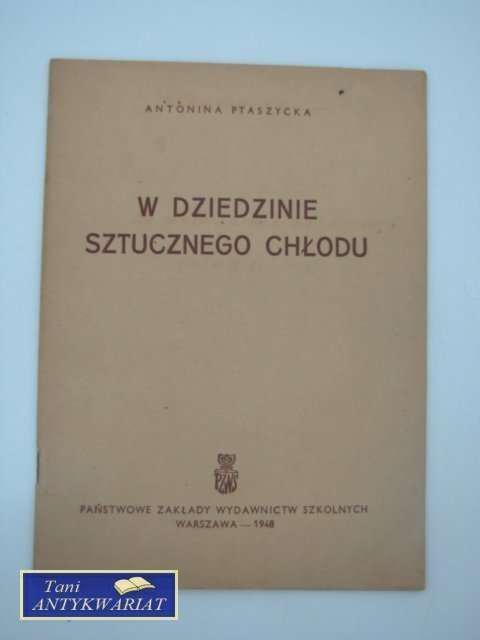 ANTONINA PTASZYCKA
W DZIEDZINIE
SZTUCZNEGO CHŁODU
PZWS
PAŃSTWOWE ZAKŁADY WYDAWNICTW SZKOLNYCH
WARSZAWA — 1948
Tani
ANTYKWARIAT